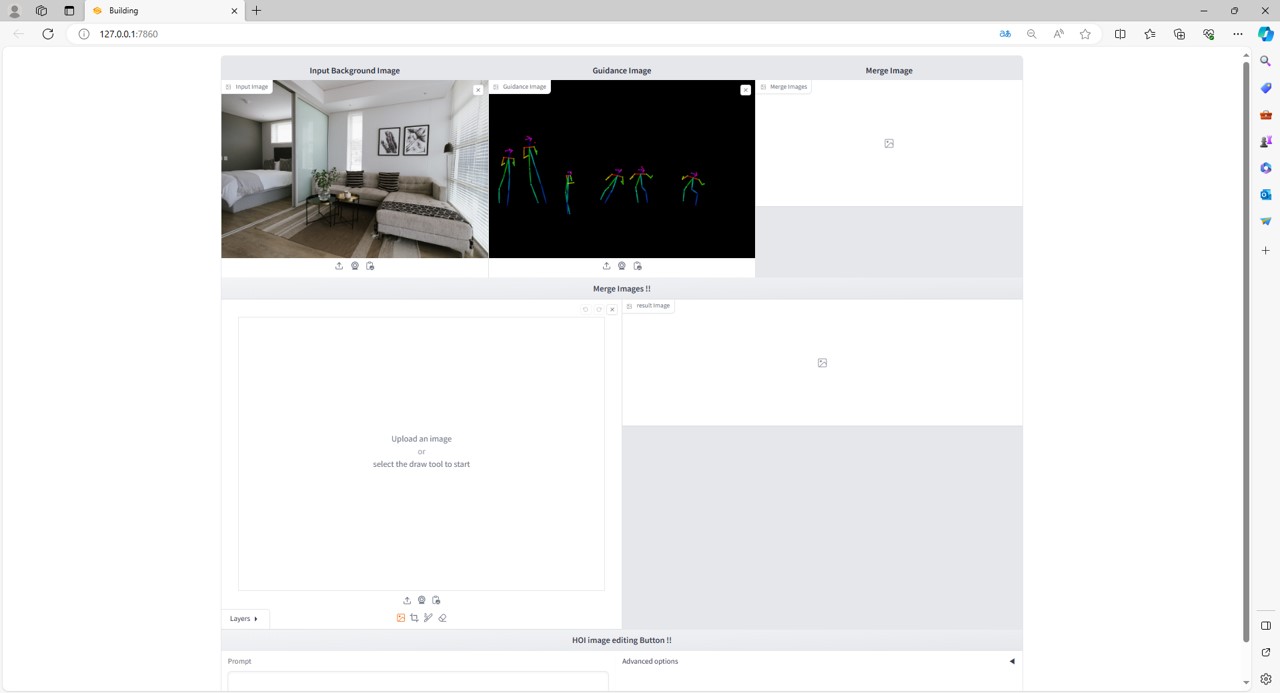 Building
127.0.0.1:7860
Input Background Image
Guidance Image
Merge Image
Input Image
Guidance Image
Merge Images
Merge Images !!
result Image
Upload an image
or
select the draw tool to start
Layers
HOI image editing Button !!
Prompt
Advanced options